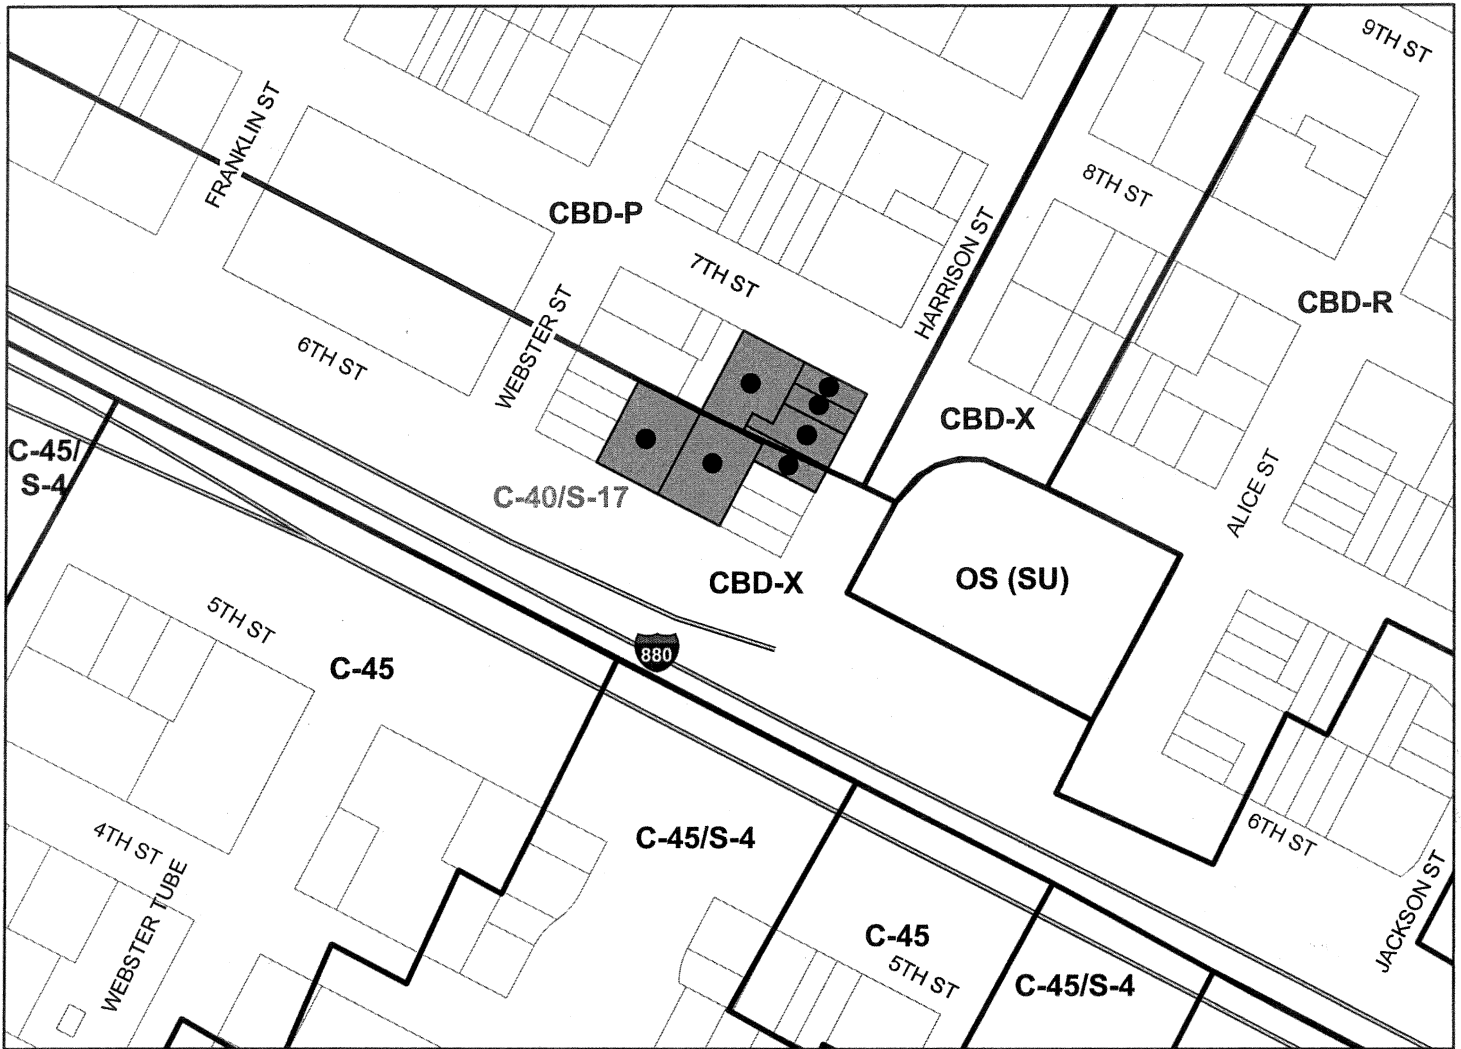 9TH ST
FRANKLIN ST
8TH ST
CBD-P
HARRISON ST
7TH ST
CBD-R
WEBSTER ST
6TH ST
CBD-X
C-45/
S-4
C-40/S-17
ALICE ST
CBD-X
OS (SU)
5TH ST
880
C-45
4TH ST
C-45/S-4
6TH ST
WEBSTER TUBE
JACKSON ST
C-45
5TH ST
C-45/S-4